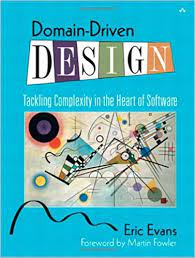 Domain-Driven
DESIGN
Tackling Complexity in the Heart of Software
Eric Evans
Foreword by Martin Fowler